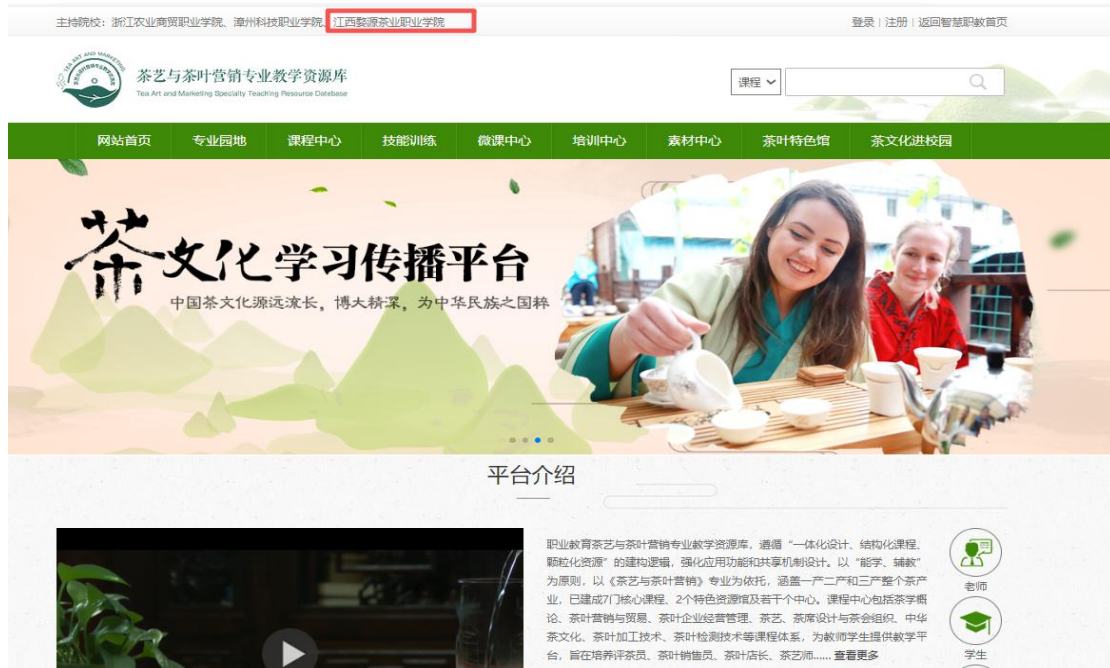 主持院校：浙江农业商贸职业学院、漳州科技职业学院、江西婺源茶业职业学院
登录 | 注册 | 返回智慧职教首页
TEA ART AND MARKETING
茶艺与茶叶营销专业教学资源库
Tea Art and Marketing Specialty Teaching Resource Datebase
课程
网站首页 专业园地 课程中心 技能训练 微课中心 培训中心 素材中心 茶叶特色馆 茶文化进校园
茶文化学习传播平台
中国茶文化源远流长，博大精深，为中华民族之国粹
平台介绍
职业教育茶艺与茶叶营销专业教学资源库，遵循“一体化设计、结构化课程、
颗粒化资源”的建构逻辑，强化应用功能和共享机制设计。以“能学、辅教”
为原则，以《茶艺与茶叶营销》专业为依托，涵盖一产二产和三产整个茶产
业，已建成7门核心课程、2个特色资源馆及若干个中心。课程中心包括茶学概
论、茶叶营销与贸易、茶叶企业经营管理、茶艺、茶席设计与茶会组织、中华
茶文化、茶叶加工技术、茶叶检测技术等课程体系，为教师学生提供教学平
台，旨在培养评茶员、茶叶销售员、茶叶店长、茶艺师...... 查看更多
老师
学生